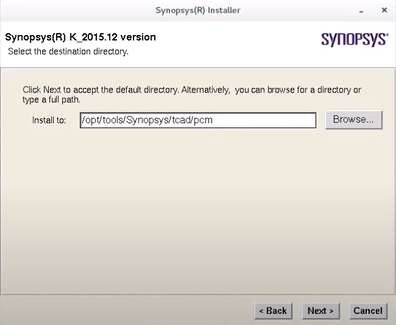 Synopsys(R) Installer
Synopsys(R) K_2015.12 version
Select the destination directory.
SYNOPSYS®
Click Next to accept the default directory. Alternatively, you can browse for a directory or
type a full path.
Install to: /opt/tools/Synopsys/tcad/pcm Browse...
< Back Next > Cancel